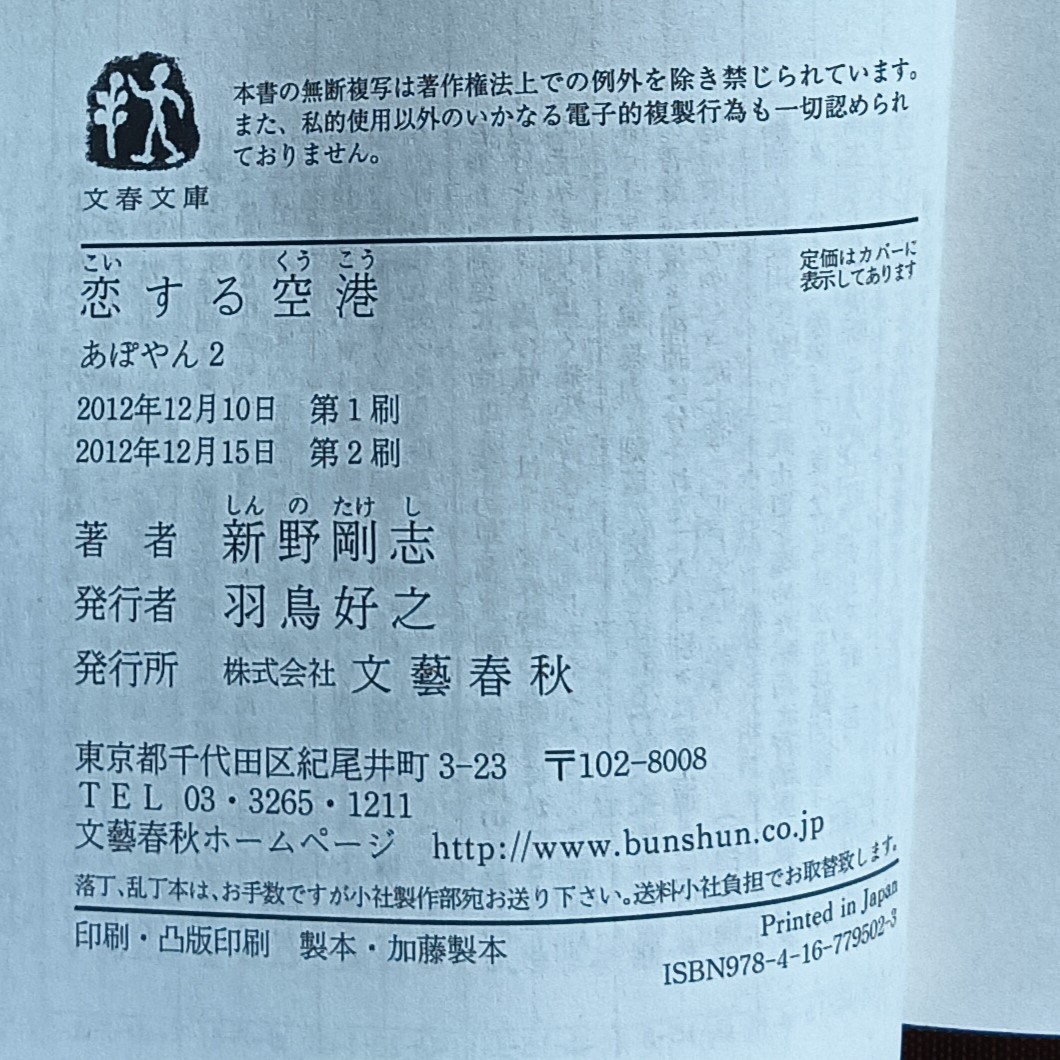 本書の無断複写は著作権法上での例外を除き禁じられています。
また、私的使用以外のいかなる電子的複製行為も一切認められ
ておりません。
文春文庫
定価はカバーに
表示してあります
こい くう こう
恋する空港
あぽやん2
2012年12月10日 第1刷
2012年12月15日 第2刷
しん の たけ し
著 者 新野剛志
発行者 羽鳥好之
発行所 株式会社 文藝春秋
東京都千代田区紀尾井町 3-23 〒102-8008
TEL 03・3265・1211
文藝春秋ホームページ http://www.bunshun.co.jp
落丁、乱丁本は、お手数ですが小社製作部宛お送り下さい。送料小社負担でお取替致します。
印刷・凸版印刷 製本・加藤製本
Printed in Japan
ISBN978-4-16-779502-3